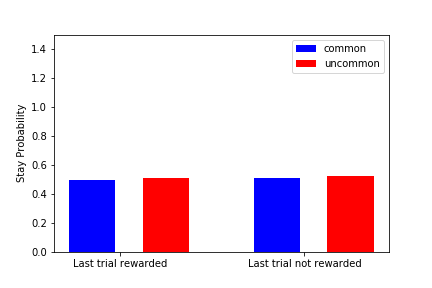 1.4
1.2
1.0
0.8
0.6
0.4
0.2
0.0
Stay Probability
common
uncommon
Last trial rewarded
Last trial not rewarded